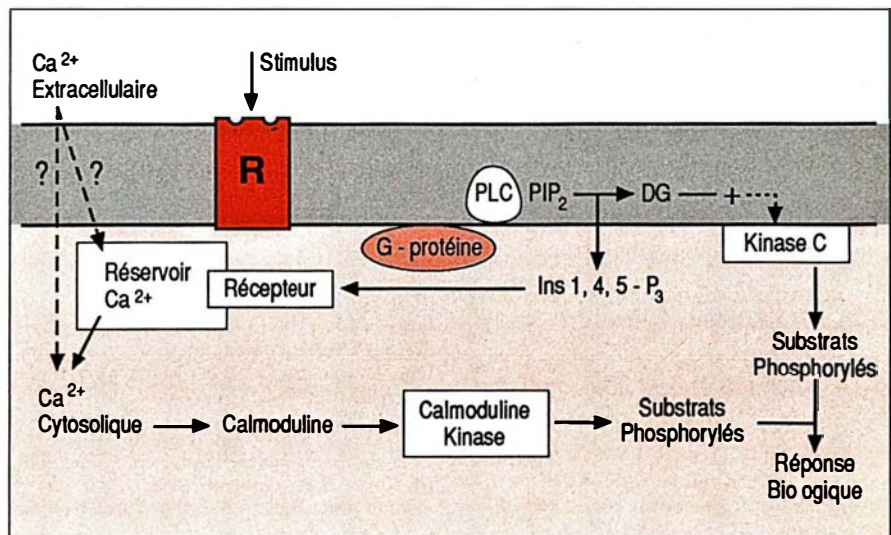 Ca 2+
Extracellulaire
Stimulus
?
?
R
PLC
PIP2
DG
+
Kinase C
G - protéine
Réservoir
Ca 2+
Récepteur
Ins 1, 4, 5 - P3
Substrats
Phosphorylés
Ca 2+
Cytosolique
Calmoduline
Calmoduline
Kinase
Substrats
Phosphorylés
Réponse
Bio ogique